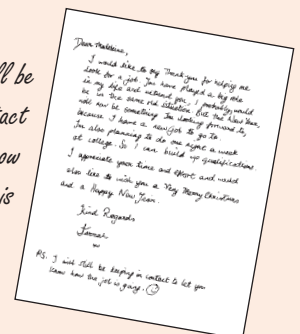 ll be
tact
ow
is
Dear Madeleine,
I would like to say Thank you for helping me
look for a job. You have played a big role
in my life and without you, I probably would
be in the same old situation. But this New Year,
will now be something I'm looking forward to,
because I have a new job to go to.
I'm also planning to do one night a week
at college. So I can build up qualifications.
I appreciate your time and effort and would
also like to wish you a Very Merry Christmas
and a Happy New Year.
Kind Regards
P.S. I will still be keeping in contact to let you
know how the job is going.